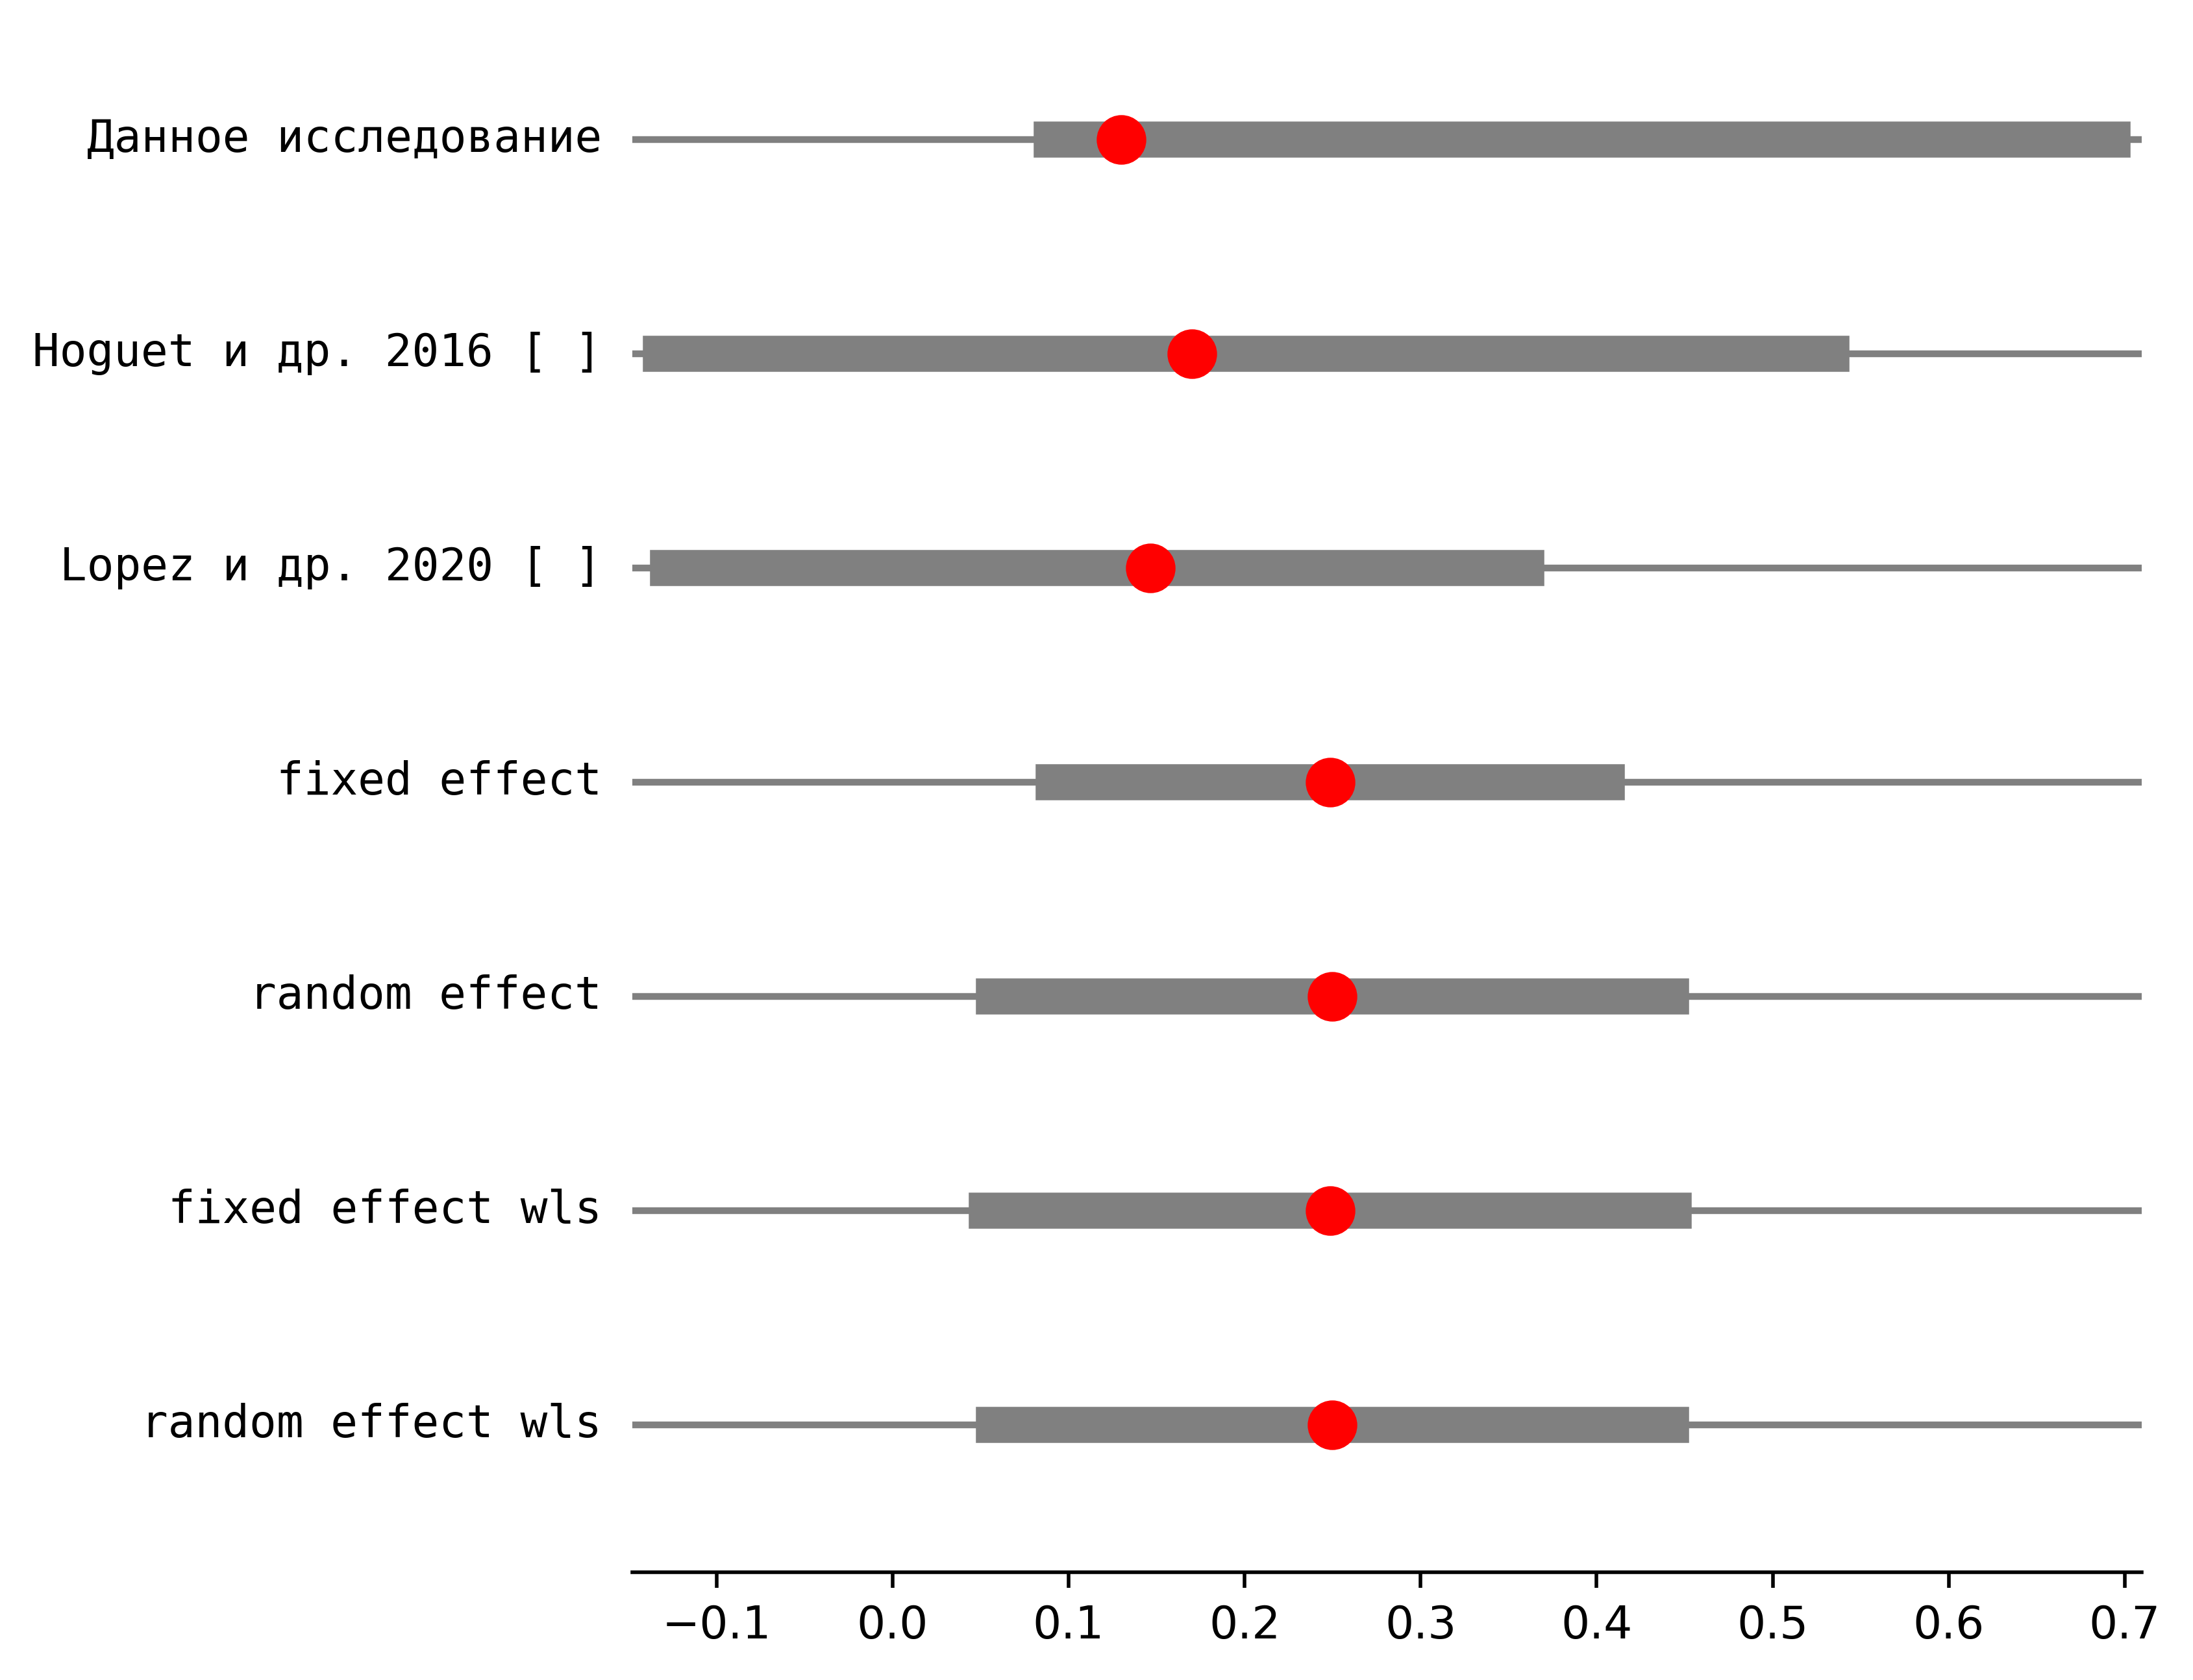 Данное исследование
Hoguet и др. 2016 [ ]
Lopez и др. 2020 [ ]
fixed effect
random effect
fixed effect wls
random effect wls
−0.1 0.0 0.1 0.2 0.3 0.4 0.5 0.6 0.7